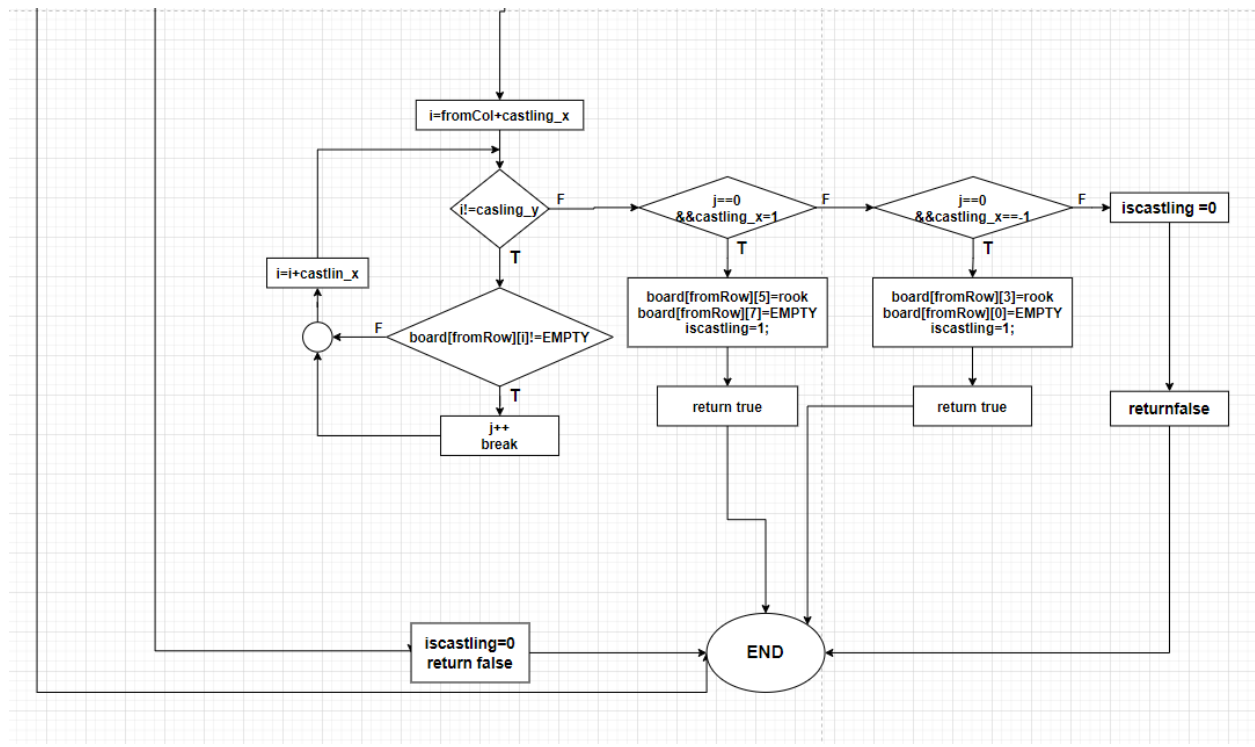 i=fromCol+castling_x
i!=casling_y
F
j==0
&&castling_x=1
F
j==0
&&castling_x==-1
F
iscastling =0
T
T
T
i=i+castlin_x
board[fromRow][5]=rook
board[fromRow][7]=EMPTY
iscastling=1;
board[fromRow][3]=rook
board[fromRow][0]=EMPTY
iscastling=1;
F
board[fromRow][i]!=EMPTY
T
return true
return true
returnfalse
j++
break
iscastling=0
return false
END